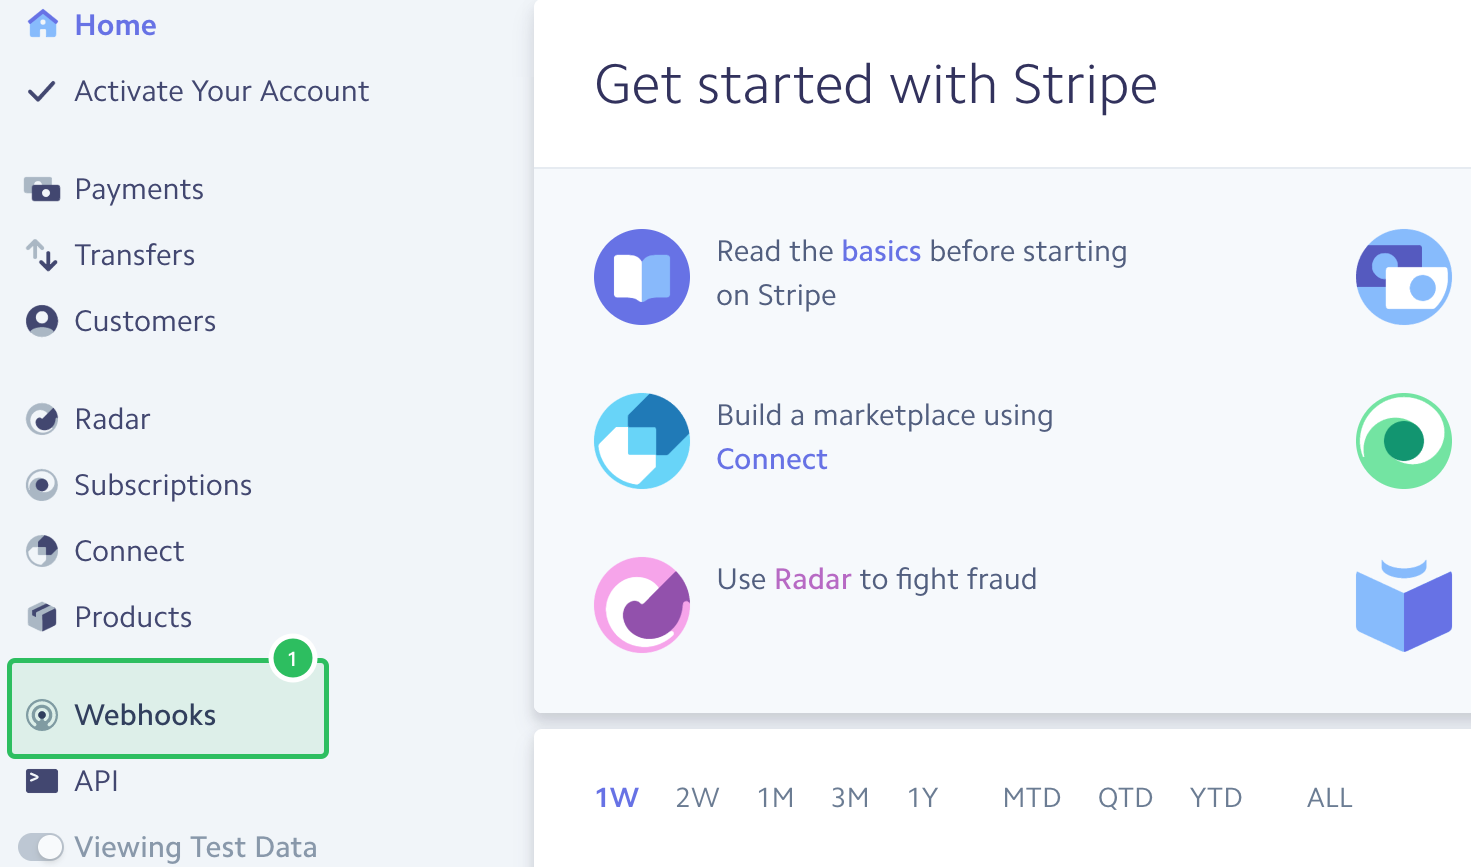 Home
Activate Your Account
Payments
Transfers
Customers
Radar
Subscriptions
Connect
Products
1
Webhooks
API
Viewing Test Data
Get started with Stripe
Read the basics before starting
on Stripe
Build a marketplace using
Connect
Use Radar to fight fraud
1W 2W 1M 3M 1Y MTD QTD YTD ALL